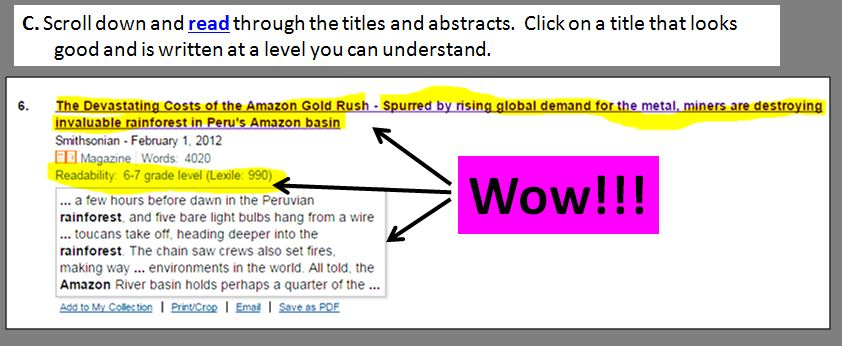 C. Scroll down and read through the titles and abstracts. Click on a title that looks
good and is written at a level you can understand.
6. The Devastating Costs of the Amazon Gold Rush - Spurred by rising global demand for the metal, miners are destroying
invaluable rainforest in Peru's Amazon basin
Smithsonian - February 1, 2012
Magazine | Words: 4020
Readability: 6-7 grade level (Lexile: 990)
... a few hours before dawn in the Peruvian
rainforest, and five bare light bulbs hang from a wire
... toucans take off, heading deeper into the
rainforest. The chain saw crews also set fires,
making way ... environments in the world. All told, the
Amazon River basin holds perhaps a quarter of the ...
Add to My Collection | Print/Crop | Email | Save as PDF
Wow!!!